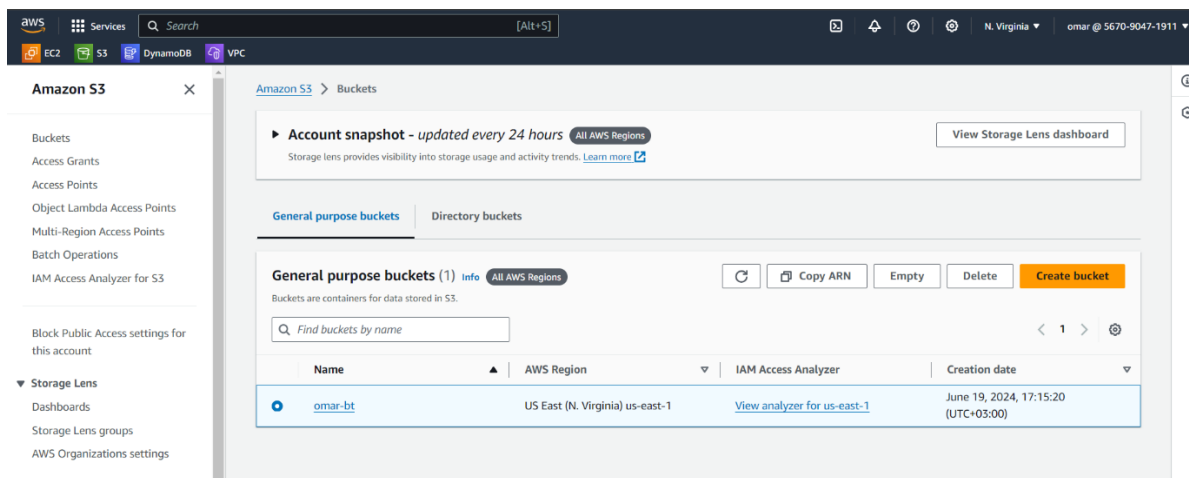 aws
Services
Search
[Alt+S]
N. Virginia
omar @ 5670-9047-1911
EC2
S3
DynamoDB
VPC
Amazon S3
Buckets
Access Grants
Access Points
Object Lambda Access Points
Multi-Region Access Points
Batch Operations
IAM Access Analyzer for S3
Block Public Access settings for
this account
Storage Lens
Dashboards
Storage Lens groups
AWS Organizations settings
Amazon S3 > Buckets
Account snapshot - updated every 24 hours All AWS Regions
Storage lens provides visibility into storage usage and activity trends. Learn more
View Storage Lens dashboard
General purpose buckets
Directory buckets
General purpose buckets (1) Info All AWS Regions
Buckets are containers for data stored in S3.
Copy ARN
Empty
Delete
Create bucket
Find buckets by name
1
Name
AWS Region
IAM Access Analyzer
Creation date
omar-bt
US East (N. Virginia) us-east-1
View analyzer for us-east-1
June 19, 2024, 17:15:20
(UTC+03:00)